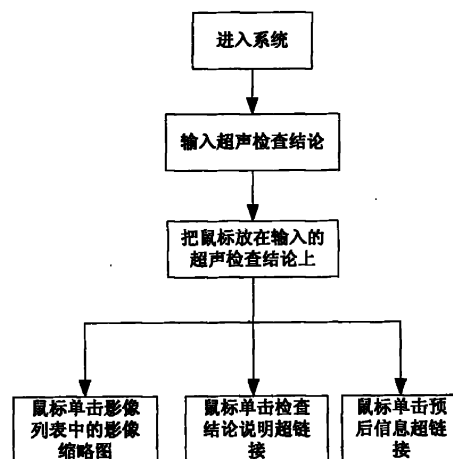 进入系统
输入超声检查结论
把鼠标放在输入的
超声检查结论上
鼠标单击影像
列表中的影像
缩略图
鼠标单击检查
结论说明超链
接
鼠标单击预
后信息超链
接